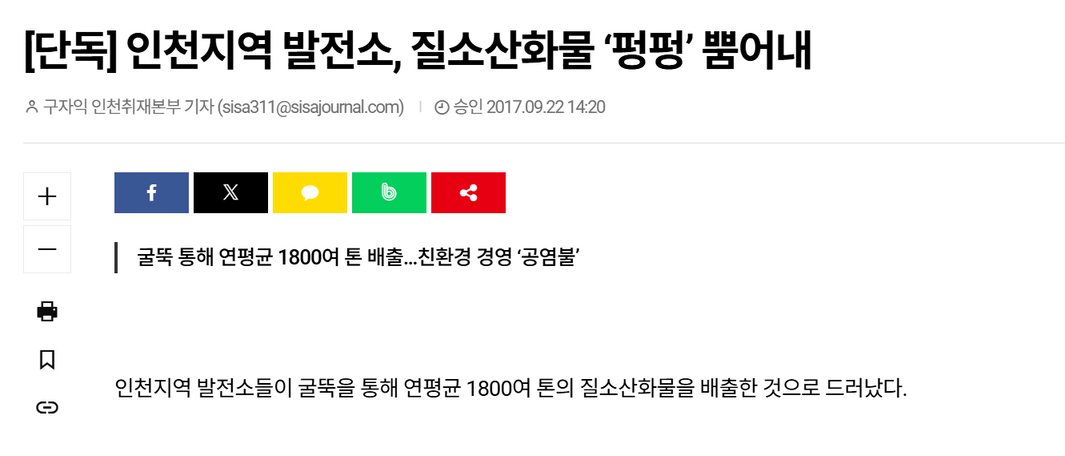 [단독] 인천지역 발전소, 질소산화물 ‘펑펑’ 뿜어내
구자익 인천취재본부 기자 (sisa311@sisajournal.com) | 승인 2017.09.22 14:20
굴뚝 통해 연평균 1800여 톤 배출…친환경 경영 ‘공염불’
인천지역 발전소들이 굴뚝을 통해 연평균 1800여 톤의 질소산화물을 배출한 것으로 드러났다.